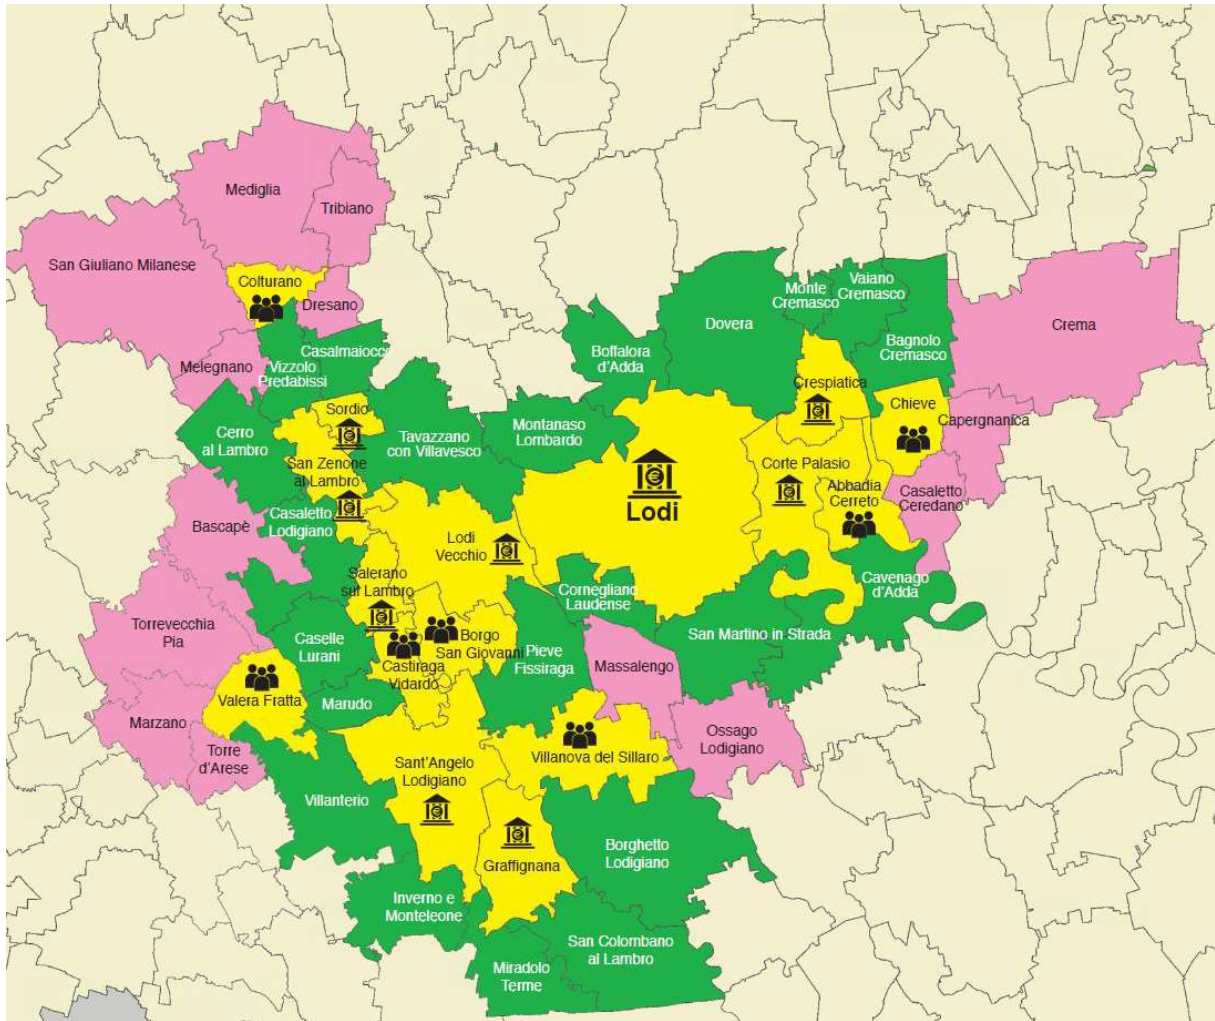 Mediglia
Tribiano
San Giuliano Milanese
Colturano
Dresano
Monte
Cremasco
Vaiano
Cremasco
Dovera
Crema
Bagnolo
Cremasco
Boffalora
d'Adda
Casalmaiocco
Melegnano
Vizzolo
Predabissi
Crespiatica
Chieve
Capergnanica
Sordio
Cerro
al Lambro
Tavazzano
con Villavesco
Montanaso
Lombardo
San Zenone
al Lambro
Corte Palasio
Abbadia
Cerreto
Casaletto
Ceredano
Lodi
Casaletto
Lodigiano
Bascapè
Lodi
Vecchio
Salerano
sul Lambro
Cornegliano
Laudense
Cavenago
d'Adda
Torrevecchia
Pia
Caselle
Lurani
Borgo
San Giovanni
Castiraga
Vidardo
Pieve
Fissiraga
San Martino in Strada
Massalengo
Valera Fratta
Marudo
Marzano
Torre
d'Arese
Ossago
Lodigiano
Villanova del Sillaro
Sant'Angelo
Lodigiano
Villanterio
Borghetto
Lodigiano
Graffignana
Inverno e
Monteleone
San Colombano
al Lambro
Miradolo
Terme